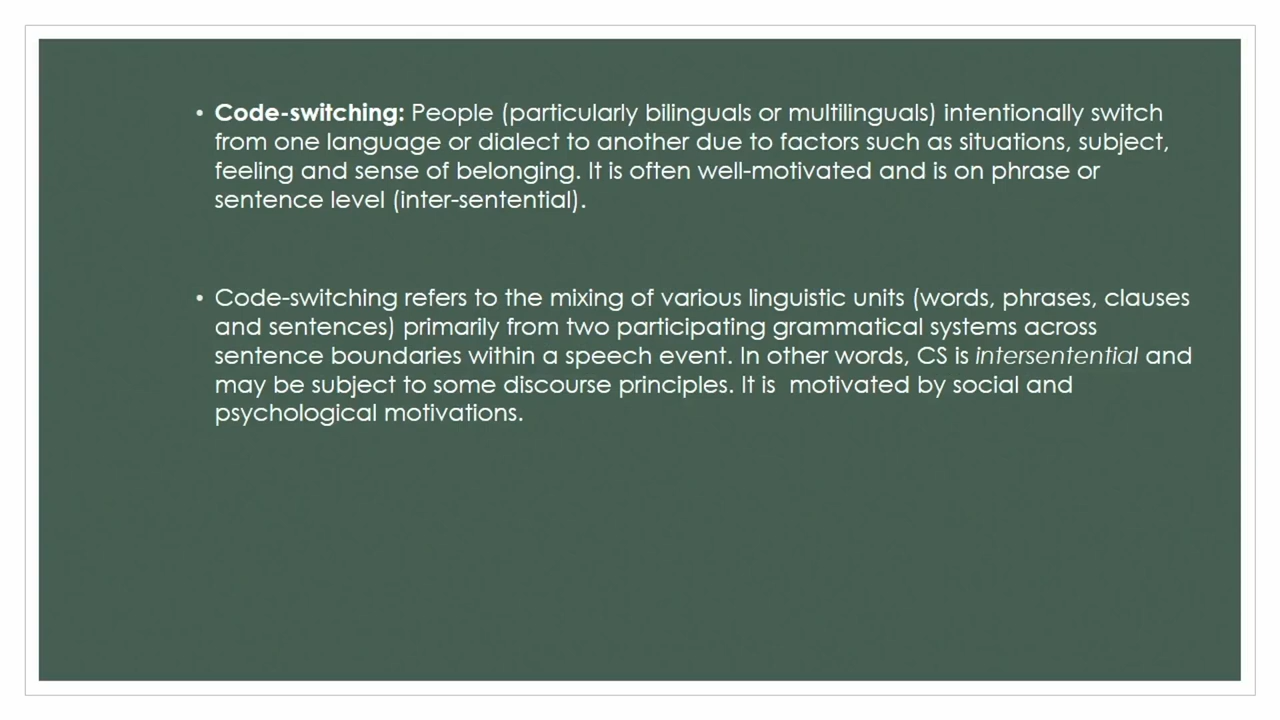 • Code-switching: People (particularly bilinguals or multilinguals) intentionally switch
from one language or dialect to another due to factors such as situations, subject,
feeling and sense of belonging. It is often well-motivated and is on phrase or
sentence level (inter-sentential).
• Code-switching refers to the mixing of various linguistic units (words, phrases, clauses
and sentences) primarily from two participating grammatical systems across
sentence boundaries within a speech event. In other words, CS is intersentential and
may be subject to some discourse principles. It is  motivated by social and
psychological motivations.